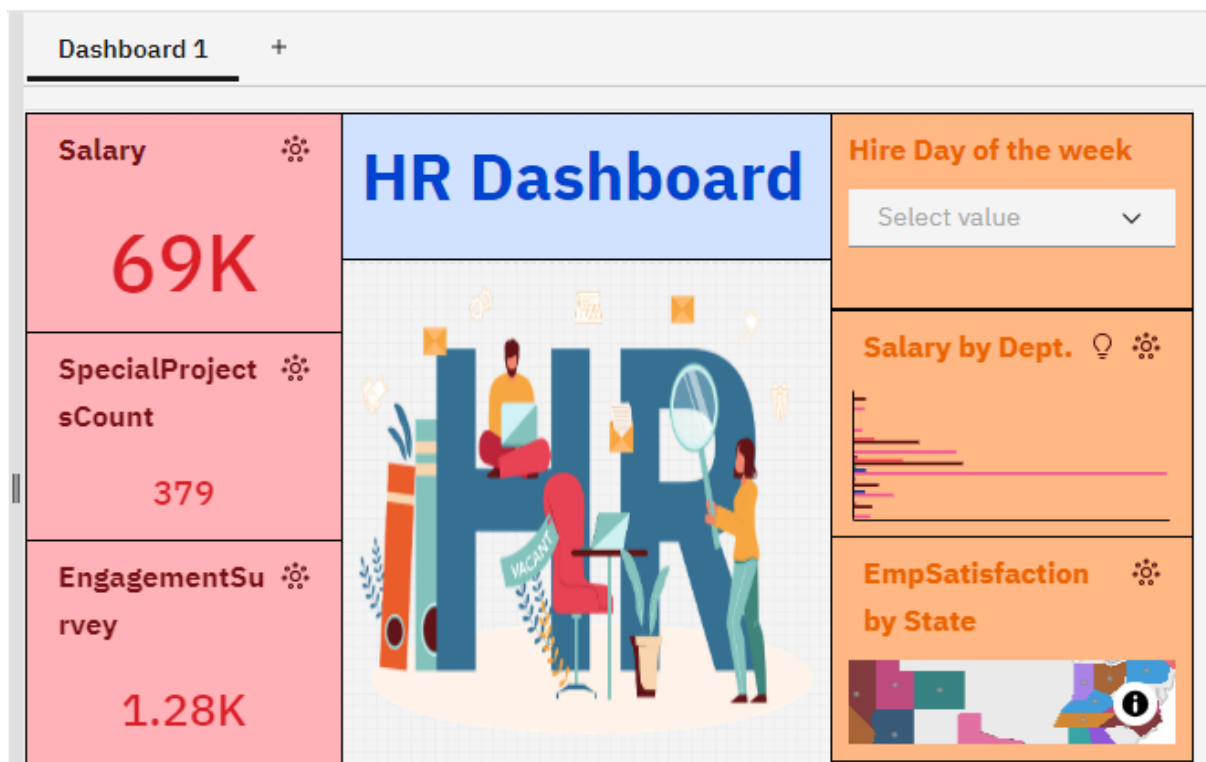 Dashboard 1 +
Salary
69K
SpecialProject
sCount
379
EngagementSu
rvey
1.28K
HR Dashboard
HR
VACANT
Hire Day of the week
Select value
Salary by Dept.
EmpSatisfaction
by State